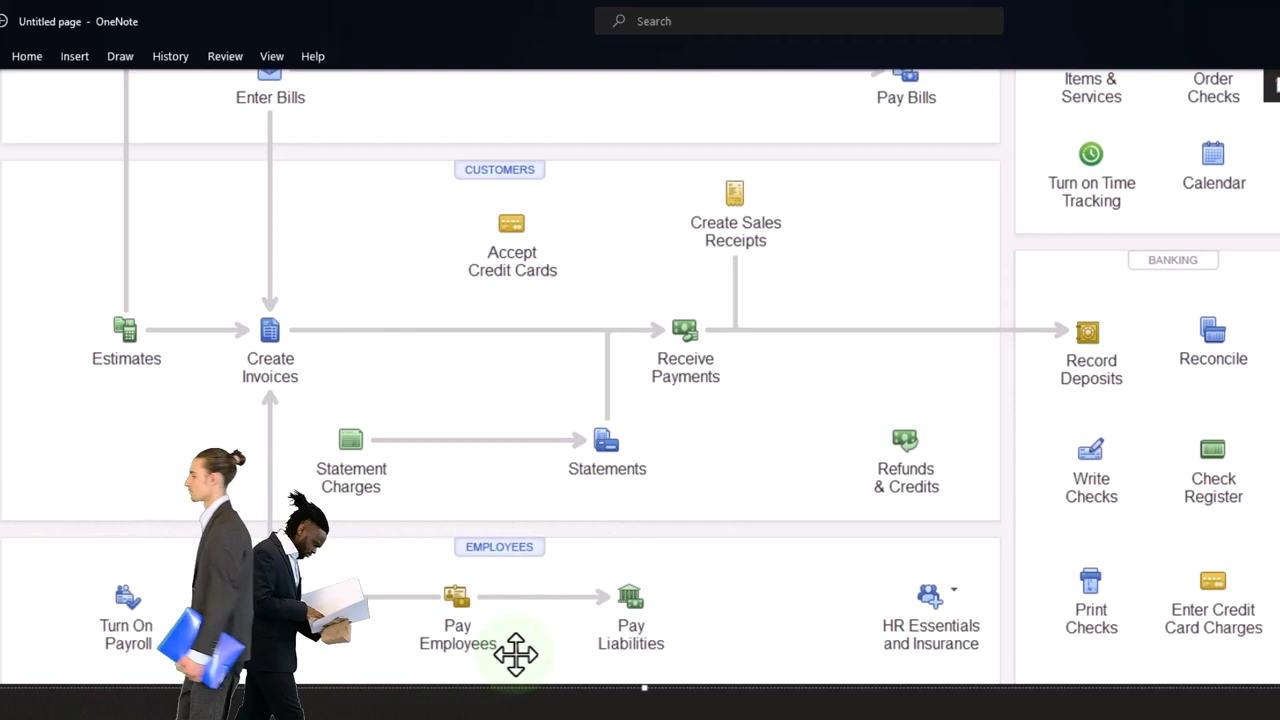 Untitled page - OneNote
Search
Home Insert Draw History Review View Help
Enter Bills
Pay Bills
Items &
Services
Order
Checks
CUSTOMERS
Turn on Time
Tracking
Calendar
Create Sales
Receipts
Accept
Credit Cards
BANKING
Estimates
Create
Invoices
Receive
Payments
Record
Deposits
Reconcile
Statement
Charges
Statements
Refunds
& Credits
Write
Checks
Check
Register
EMPLOYEES
Turn On
Payroll
Pay
Employees
Pay
Liabilities
HR Essentials
and Insurance
Print
Checks
Enter Credit
Card Charges